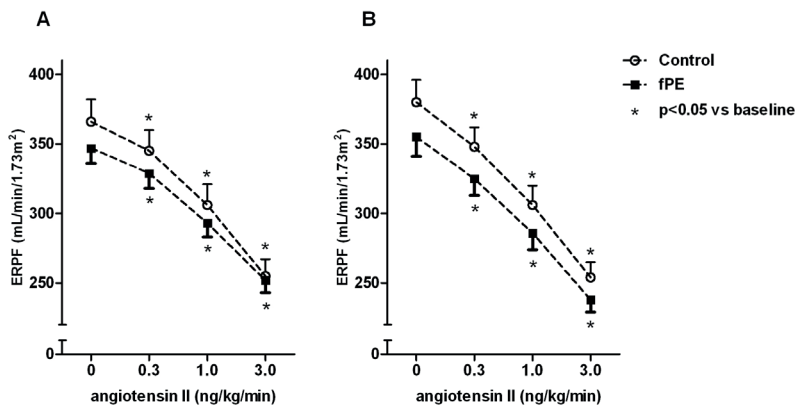 A
B
Control
fPE
* p<0.05 vs baseline
ERPF (mL/min/1.73m²)
400
350
300
250
0
* * *
* * *
0 0.3 1.0 3.0
angiotensin II (ng/kg/min)
ERPF (mL/min/1.73m²)
400
350
300
250
0
* * *
* * *
0 0.3 1.0 3.0
angiotensin II (ng/kg/min)